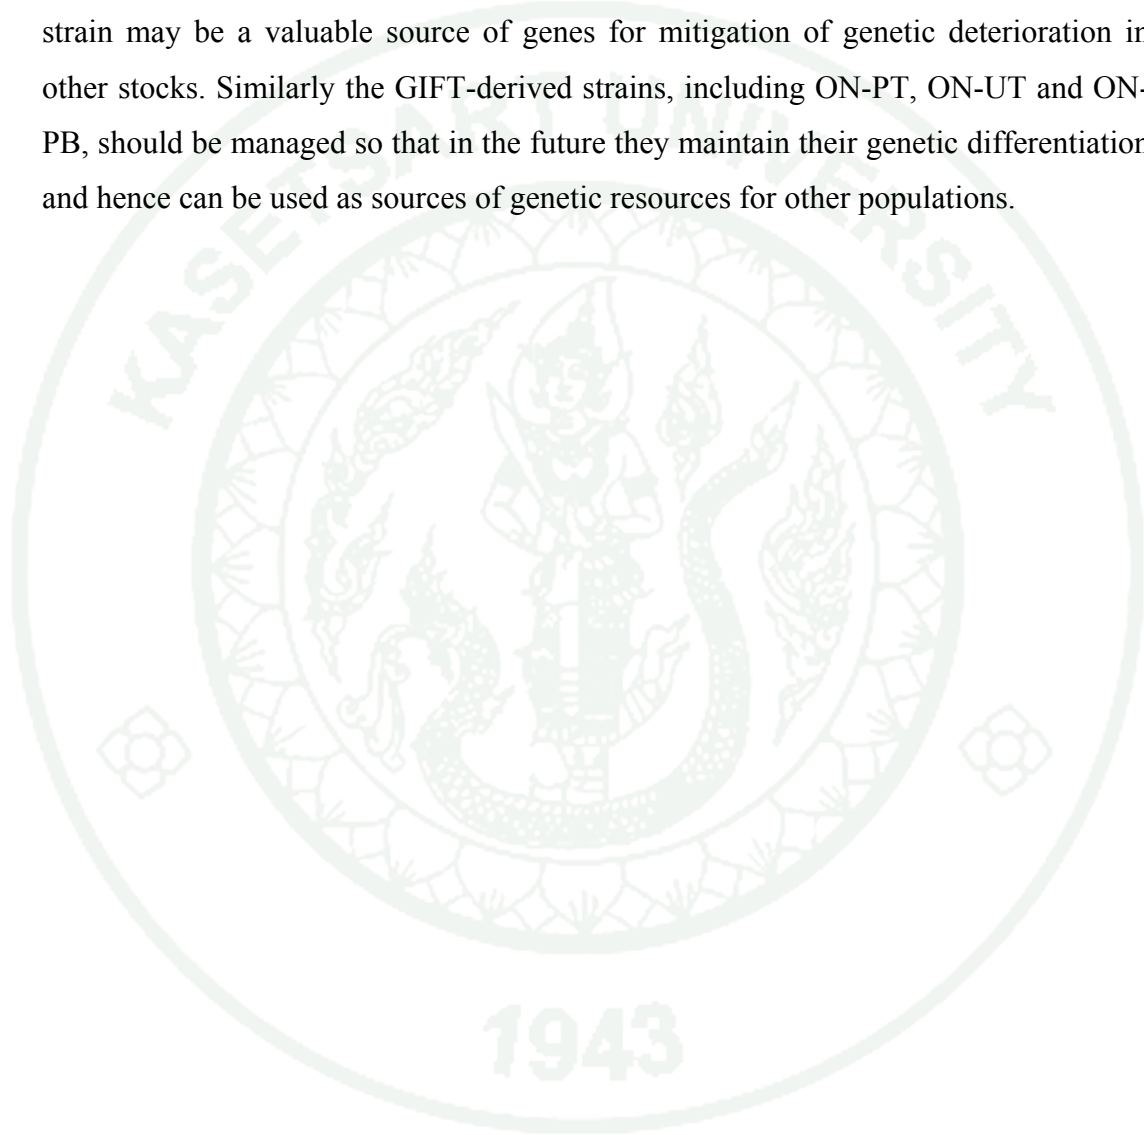 strain may be a valuable source of genes for mitigation of genetic deterioration in
other stocks. Similarly the GIFT-derived strains, including ON-PT, ON-UT and ON-
PB, should be managed so that in the future they maintain their genetic differentiation
and hence can be used as sources of genetic resources for other populations.
KASETSART UNIVERSITY
1943